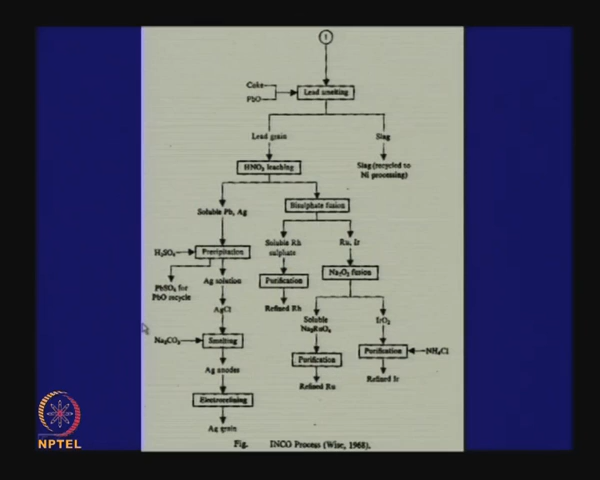 1
Coke
PbO
Lead smelting
Lead grain
Slag
HNO3 leaching
Slag (recycled to
Ni processing)
Soluble Pb, Ag
Bisulphate fusion
H2SO4
Precipitation
Soluble Rh
sulphate
Ru, Ir
PbSO4 for
PbO recycle
Ag solution
Purification
Na2O2 fusion
AgCl
Refined Rh
Soluble
Na2RuO4
IrO2
Na2CO3
Smelting
Purification
Purification
NH4Cl
Ag anodes
Refined Ru
Refined Ir
Electrorefining
Ag grain
Fig. INCO Process (Wise, 1968).
NPTEL